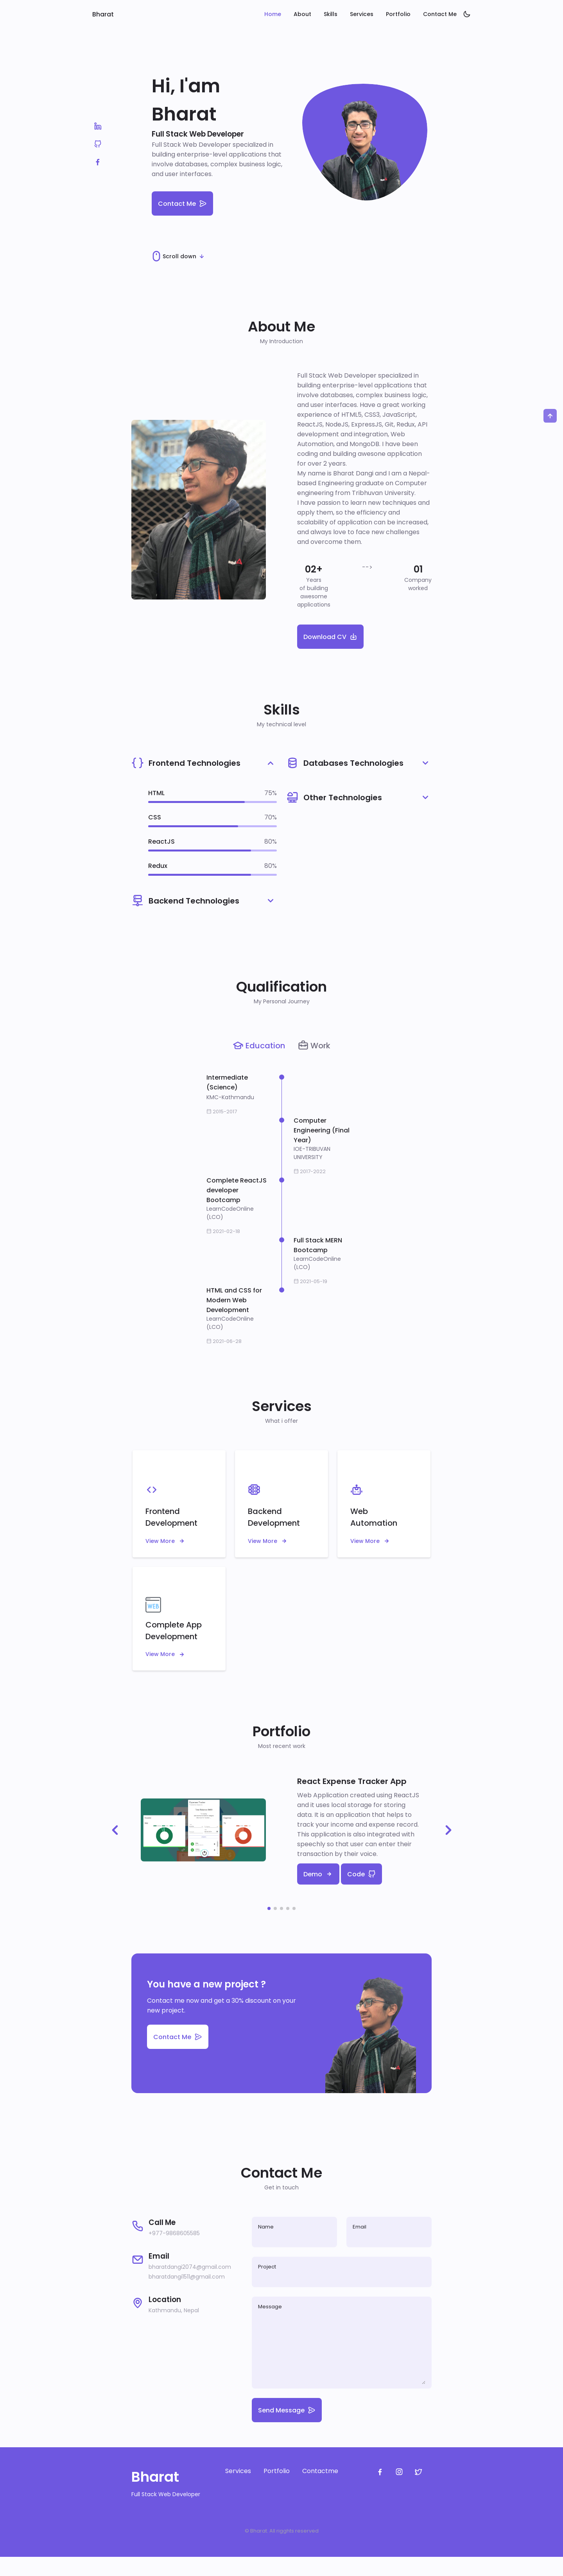 Bharat
Home About Skills Services Portfolio Contact Me
Hi, I'am
Bharat
Full Stack Web Developer
Full Stack Web Developer specialized in
building enterprise-level applications that
involve databases, complex business logic,
and user interfaces.
Contact Me
Scroll down
About Me
My Introduction
Full Stack Web Developer specialized in
building enterprise-level applications that
involve databases, complex business logic,
and user interfaces. Have a great working
experience of HTML5, CSS3, JavaScript,
ReactJS, NodeJS, ExpressJS, Git, Redux, API
development and integration, Web
Automation, and MongoDB. I have been
coding and building awesone application
for over 2 years.
My name is Bharat Dangi and I am a Nepal-
based Engineering graduate on Computer
engineering from Tribhuvan University.
I have passion to learn new techniques and
apply them, so the efficiency and
scalability of application can be increased,
and always love to face new challenges
and overcome them.
02+
Years
of building
awesome
applications
-->
01
Company
worked
Download CV
Skills
My technical level
Frontend Technologies
HTML 75%
CSS 70%
ReactJS 80%
Redux 80%
Backend Technologies
Databases Technologies
Other Technologies
Qualification
My Personal Journey
Education Work
Intermediate
(Science)
KMC-Kathmandu
2015-2017
Computer
Engineering (Final
Year)
IOE-TRIBUVAN
UNIVERSITY
2017-2022
Complete ReactJS
developer
Bootcamp
LearnCodeOnline
(LCO)
2021-02-18
Full Stack MERN
Bootcamp
LearnCodeOnline
(LCO)
2021-05-19
HTML and CSS for
Modern Web
Development
LearnCodeOnline
(LCO)
Services
What I offer
Frontend
Development
View More
Backend
Development
View More
Web
Automation
View More
WEB
Complete App
Development
View More
Portfolio
Most recent work
React Expense Tracker App
Web Application created using ReactJS
and it uses local storage for storing
data. It is an application that helps to
track your income and expense record.
This application is also integrated with
speechly so that user can enter their
transaction by their voice.
Demo
Code
You have a new project ?
Contact me now and get a 30% discount on your
new project.
Contact Me
Contact Me
Get in touch
Call Me
+977-9868605585
Email
bharatdangi2074@gmail.com
Location
Kathmandu, Nepal
Name
Email
Project
Message
Send Message
Bharat
Full Stack Web Developer
Services Portfolio Contactme
© Bharat. All rigghts reserved.